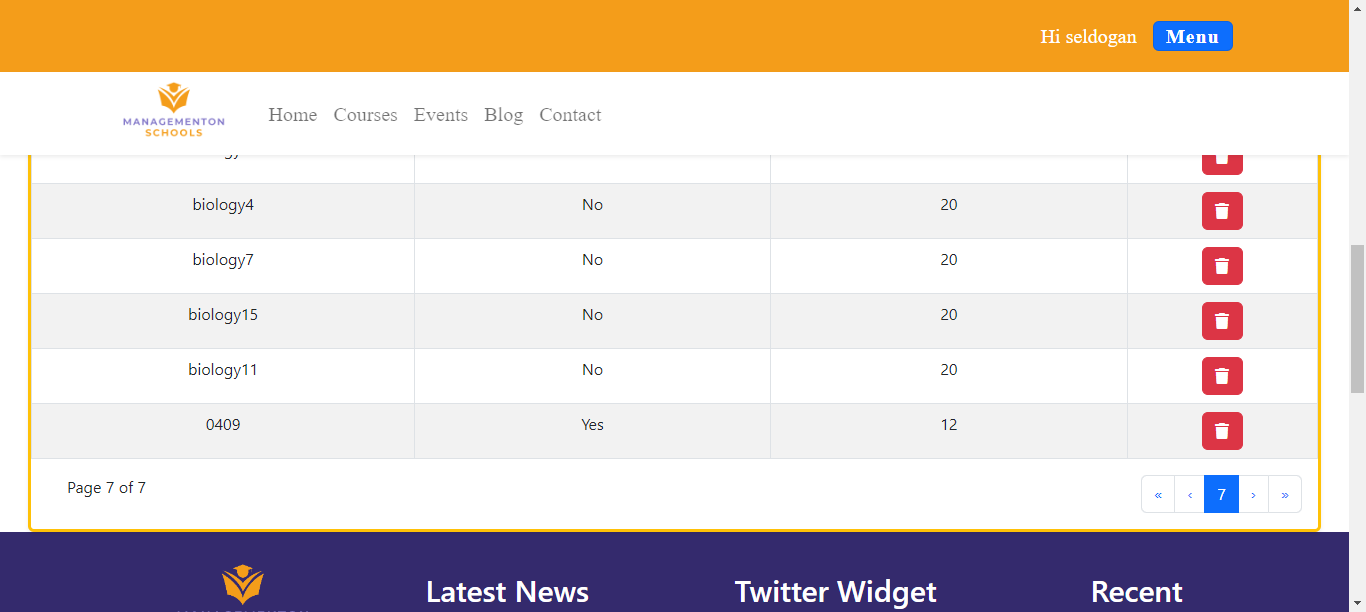 Hi seldogan Menu
MANAGEMENTON
SCHOOLS
Home Courses Events Blog Contact
biology4 No 20
biology7 No 20
biology15 No 20
biology11 No 20
0409 Yes 12
Page 7 of 7 « ‹ 7 › »
Latest News Twitter Widget Recent